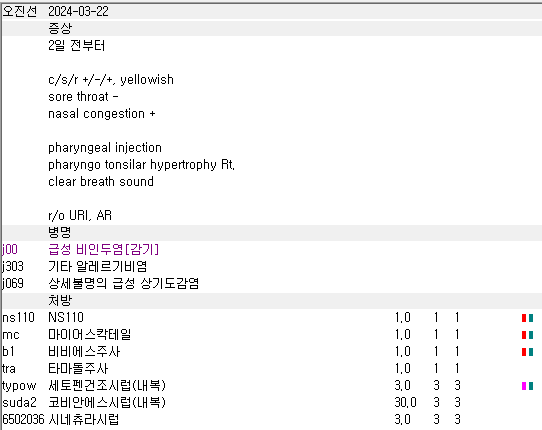 오진선 2024-03-22
증상
2일 전부터
c/s/r +/-/+, yellowish
sore throat -
nasal congestion +
pharyngeal injection
pharyngo tonsilar hypertrophy Rt.
clear breath sound
r/o URI, AR
병명
j00 급성 비인두염[감기]
j303 기타 알레르기비염
j069 상세불명의 급성 상기도감염
처방
ns110 NS110 1.0 1 1
mc 마이어스칵테일 1.0 1 1
b1 비비에스주사 1.0 1 1
tra 타마돌주사 1.0 1 1
typow 세토펜건조시럽(내복) 3.0 3 3
suda2 코비안에스시럽(내복) 30.0 3 3
6502036 시네츄라시럽 3.0 3 3